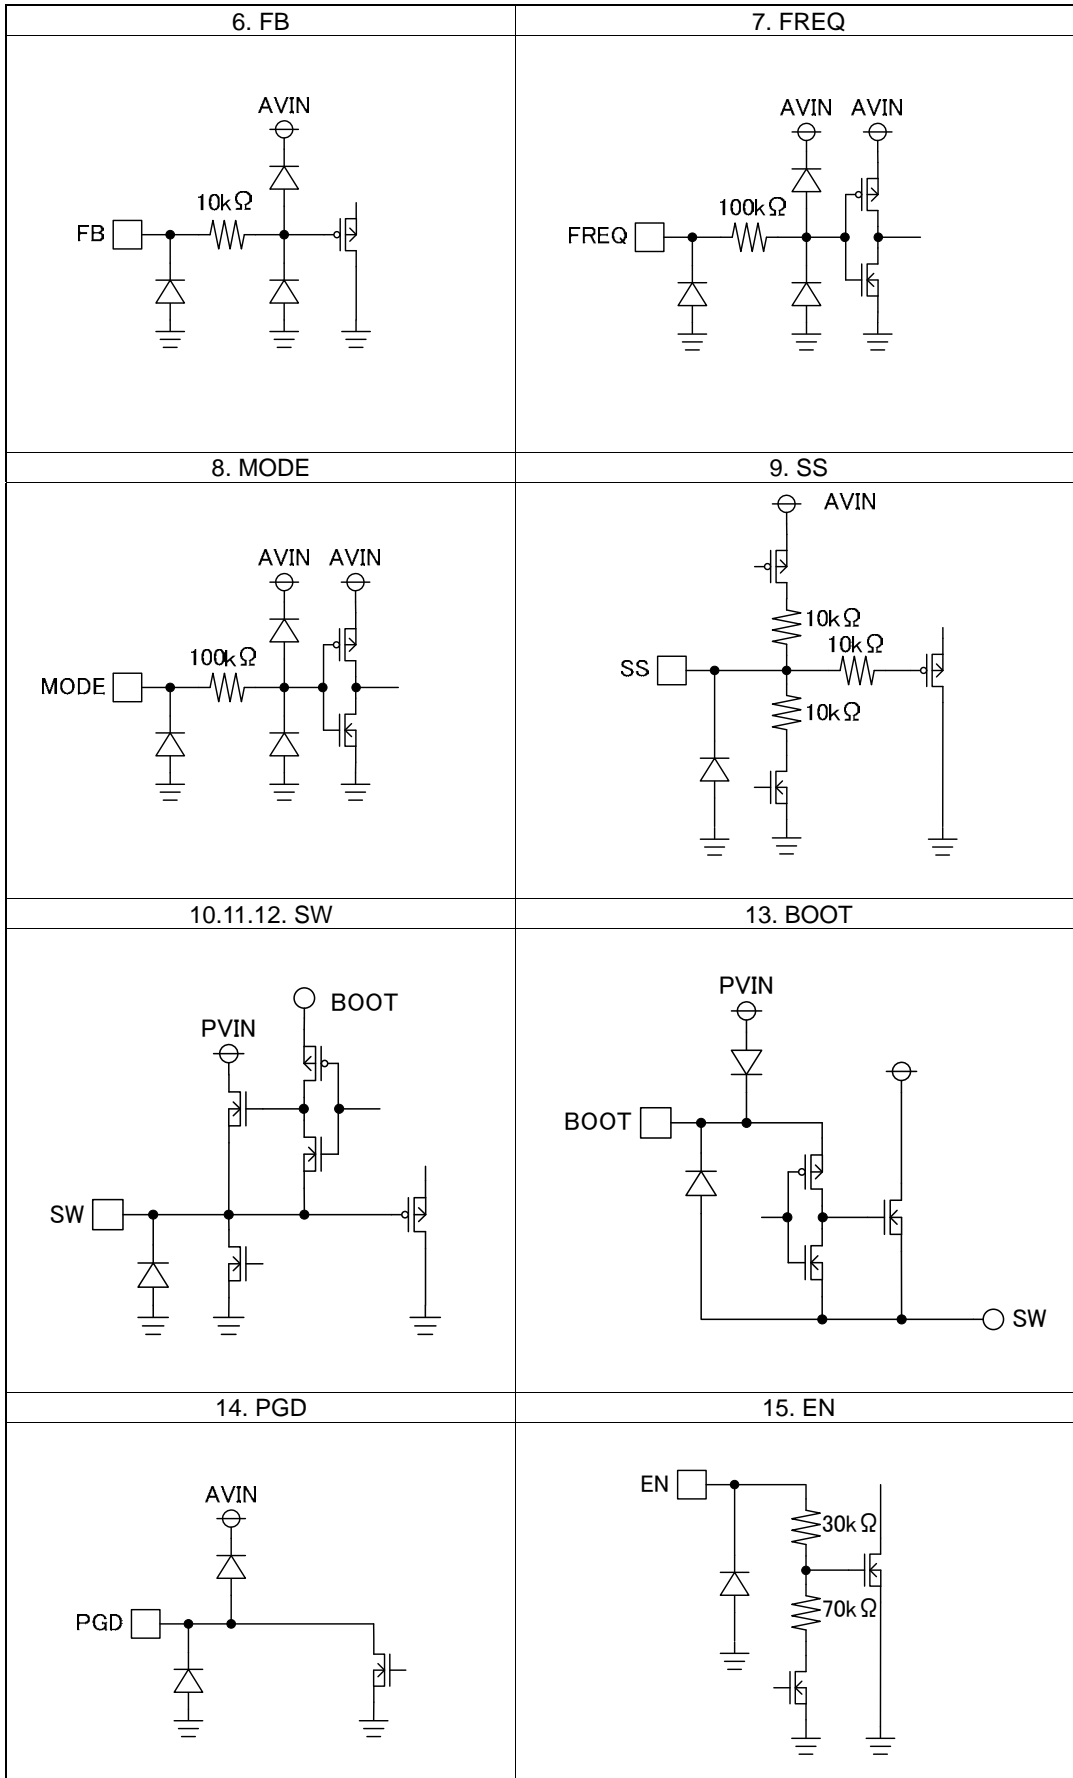 6. FB
7. FREQ
AVIN
10kΩ
FB
AVIN AVIN
100kΩ
FREQ
8. MODE
9. SS
AVIN AVIN
100kΩ
MODE
AVIN
10kΩ
10kΩ
SS
10kΩ
10.11.12. SW
13. BOOT
BOOT
PVIN
SW
PVIN
BOOT
SW
14. PGD
15. EN
AVIN
PGD
EN
30kΩ
70kΩ